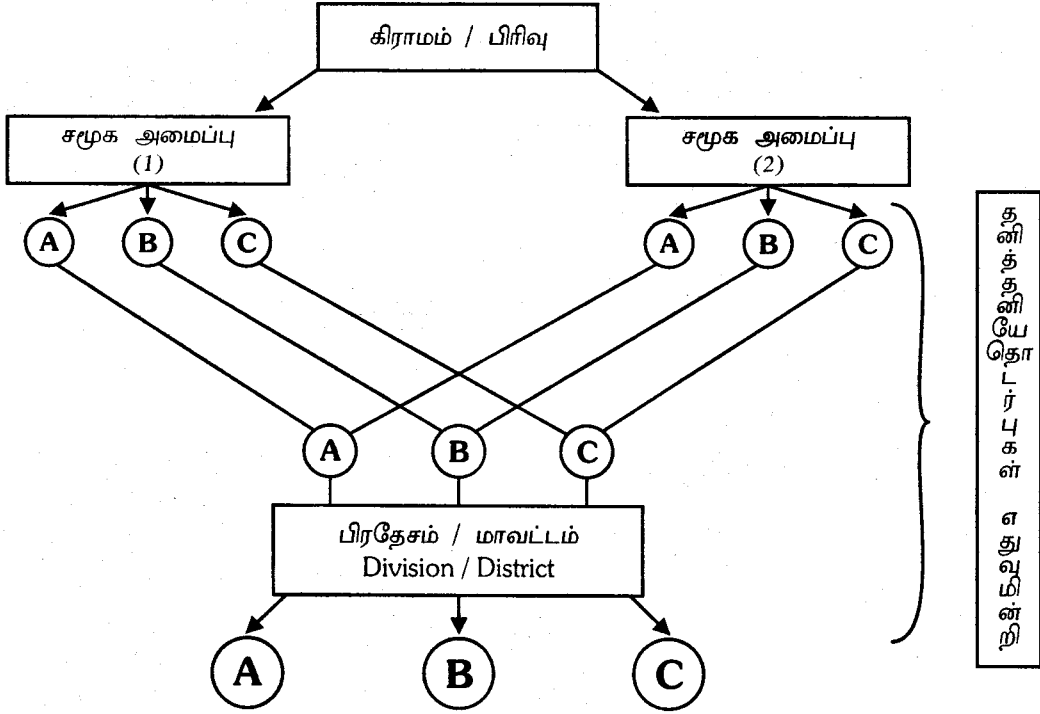 கிராமம் / பிரிவு
சமூக அமைப்பு
(1)
சமூக அமைப்பு
(2)
A B C
A B C
A B C
பிரதேசம் / மாவட்டம்
Division / District
A B C
தனித்தனியே தொடர்புகள் எதுவுமின்றி